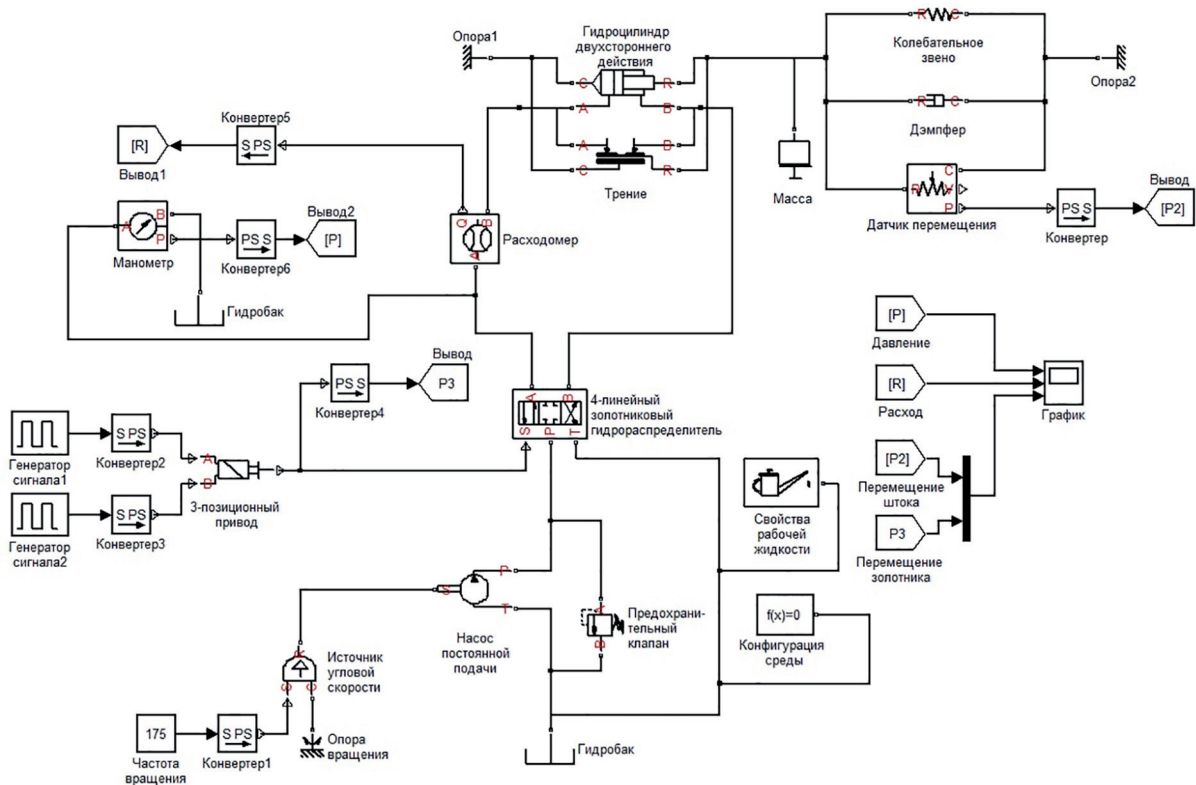 Опора1
Гидроцилиндр
двухстороннего
действия
C
R
A
B
A
B
C
R
Трение
R C
Колебательное
звено
R C
Дэмпфер
Опора2
Масса
C
R V
P
Датчик перемещения
PS S
Конвертер
Вывод
[P2]
Конвертер5
[R]
Вывод1
S PS
B
A
P
Манометр
PS S
Конвертер6
Вывод2
[P]
Гидробак
Q B
A
Расходомер
[P]
Давление
[R]
Расход
График
[P2]
Перемещение
штока
P3
Перемещение
золотника
PS S
Конвертер4
Вывод
P3
A B
S P T
4-линейный
золотниковый
гидрораспределитель
Генератор
сигнала1
S PS
Конвертер2
A
B
3-позиционный
привод
Генератор
сигнала2
S PS
Конвертер3
Свойства
рабочей
жидкости
f(x)=0
Конфигурация
среды
S
P
T
Насос
постоянной
подачи
A
B
Предохрани-
тельный
клапан
R
S C
Источник
угловой
скорости
175
Частота
вращения
S PS
Конвертер1
Опора
вращения
Гидробак